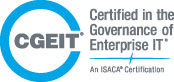 CGEIT®
Certified in the
Governance of
Enterprise IT®
An ISACA® Certification